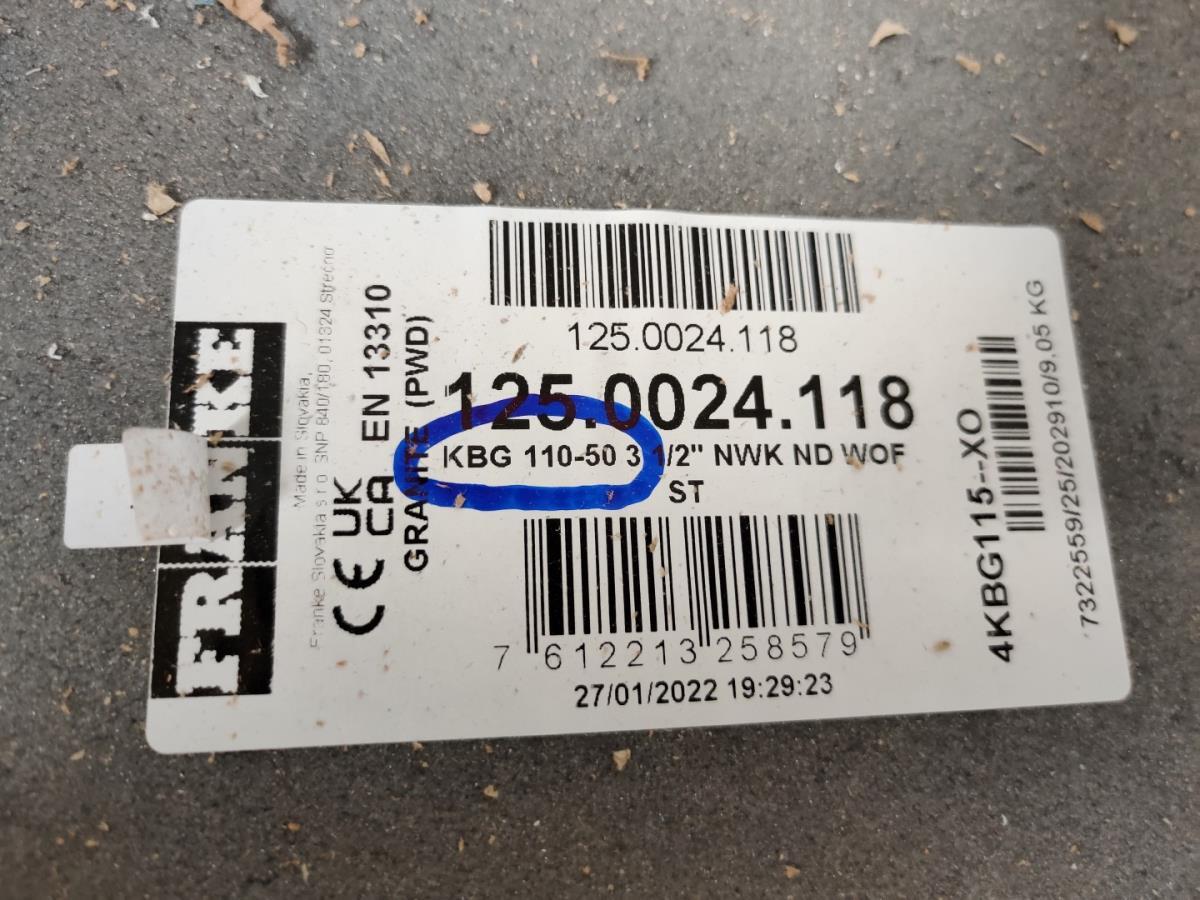 FRANKE
Made in Slovakia,
Franke Slovakia s.r.o. SNP 840/180, 01324 Strečno
CE UK CA EN 13310
GRANITE (PWD)
125.0024.118
125.0024.118
KBG 110-50 3 1/2" NWK ND WOF
ST
7 612213 258579
27/01/2022 19:29:23
4KBG115--XO
7322559/25/202910/9.05 KG